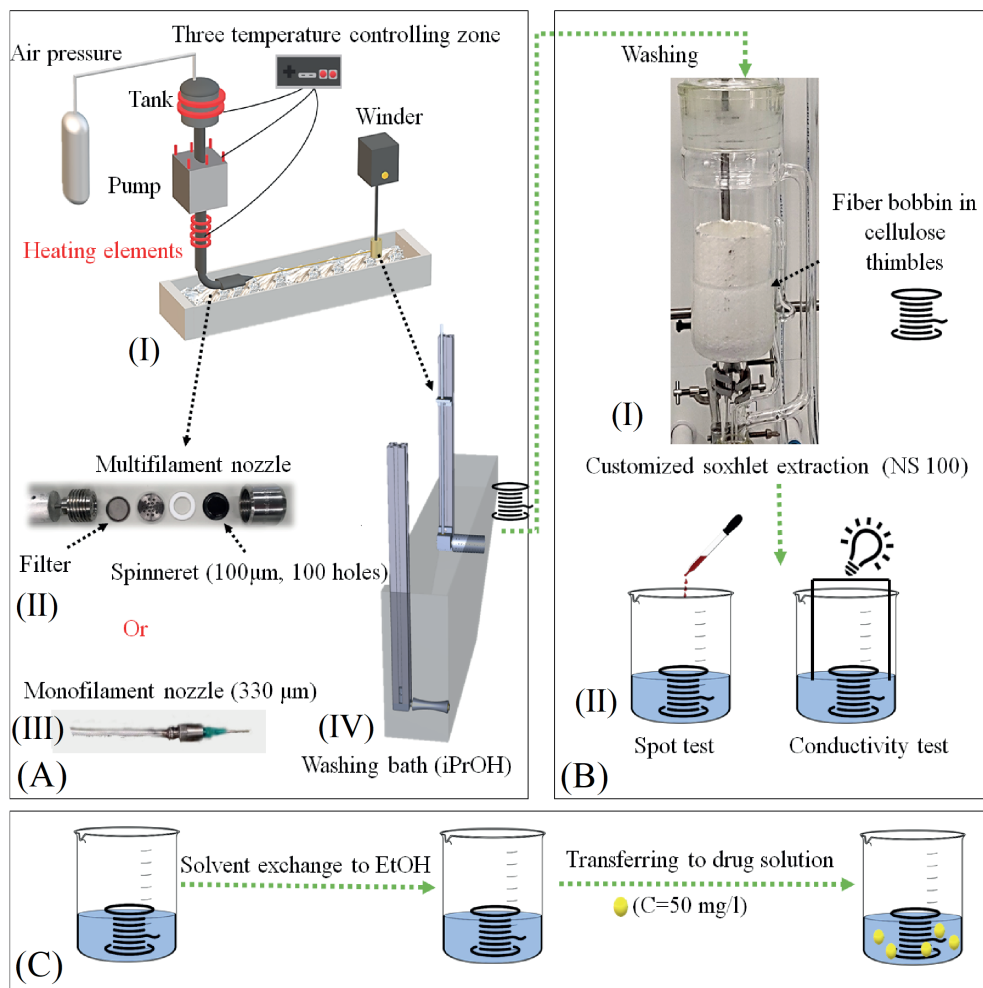 Three temperature controlling zone
Air pressure
Tank
Winder
Pump
Heating elements
(I)
Multifilament nozzle
Filter
Spinneret (100μm, 100 holes)
(II)
Or
Monofilament nozzle (330 μm)
(III)
(IV)
Washing bath (iPrOH)
(A)
Washing
Fiber bobbin in
cellulose
thimbles
(I)
Customized soxhlet extraction (NS 100)
(II)
Spot test
Conductivity test
(B)
Solvent exchange to EtOH
Transferring to drug solution
(C=50 mg/l)
(C)